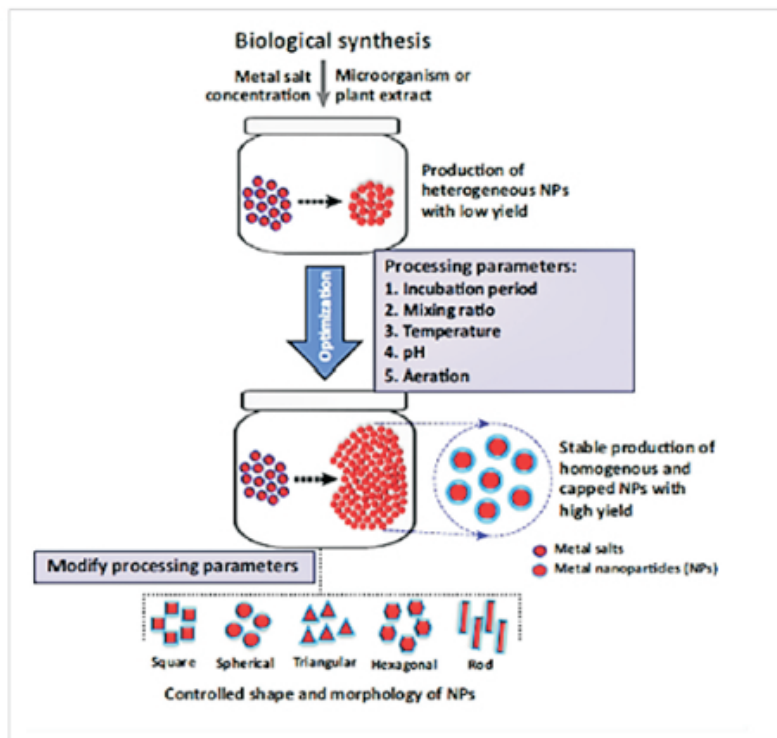 Biological synthesis
Metal salt
concentration
Microorganism or
plant extract
Production of
heterogeneous NPs
with low yield
Optimization
Processing parameters:
1. Incubation period
2. Mixing ratio
3. Temperature
4. pH
5. Aeration
Stable production of
homogenous and
capped NPs with
high yield
Metal salts
Metal nanoparticles (NPs)
Modify processing parameters
Square
Spherical
Triangular
Hexagonal
Rod
Controlled shape and morphology of NPs